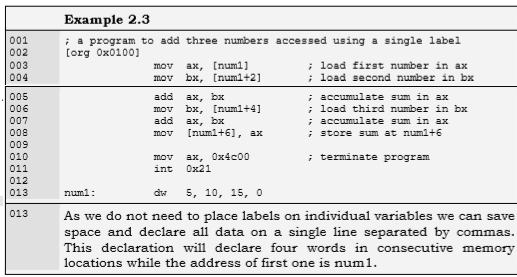 Example 2.3
001 ; a program to add three numbers accessed using a single label
002 [org 0x0100]
003 mov ax, [num1] ; load first number in ax
004 mov bx, [num1+2] ; load second number in bx
005 add ax, bx ; accumulate sum in ax
006 mov bx, [num1+4] ; load third number in bx
007 add ax, bx ; accumulate sum in ax
008 mov [num1+6], ax ; store sum at num1+6
009
010 mov ax, 0x4c00 ; terminate program
011 int 0x21
012
013 num1: dw 5, 10, 15, 0
013 As we do not need to place labels on individual variables we can save
space and declare all data on a single line separated by commas.
This declaration will declare four words in consecutive memory
locations while the address of first one is num1.